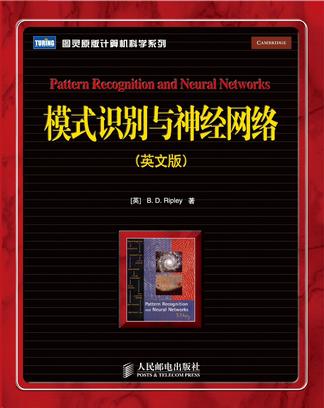 TURING
图灵原版计算机科学系列
CAMBRIDGE
Pattern Recognition and Neural Networks
模式识别与神经网络
(英文版)
[英] B. D. Ripley 著
Pattern Recognition
and Neural Networks
人民邮电出版社
POSTS & TELECOM PRESS